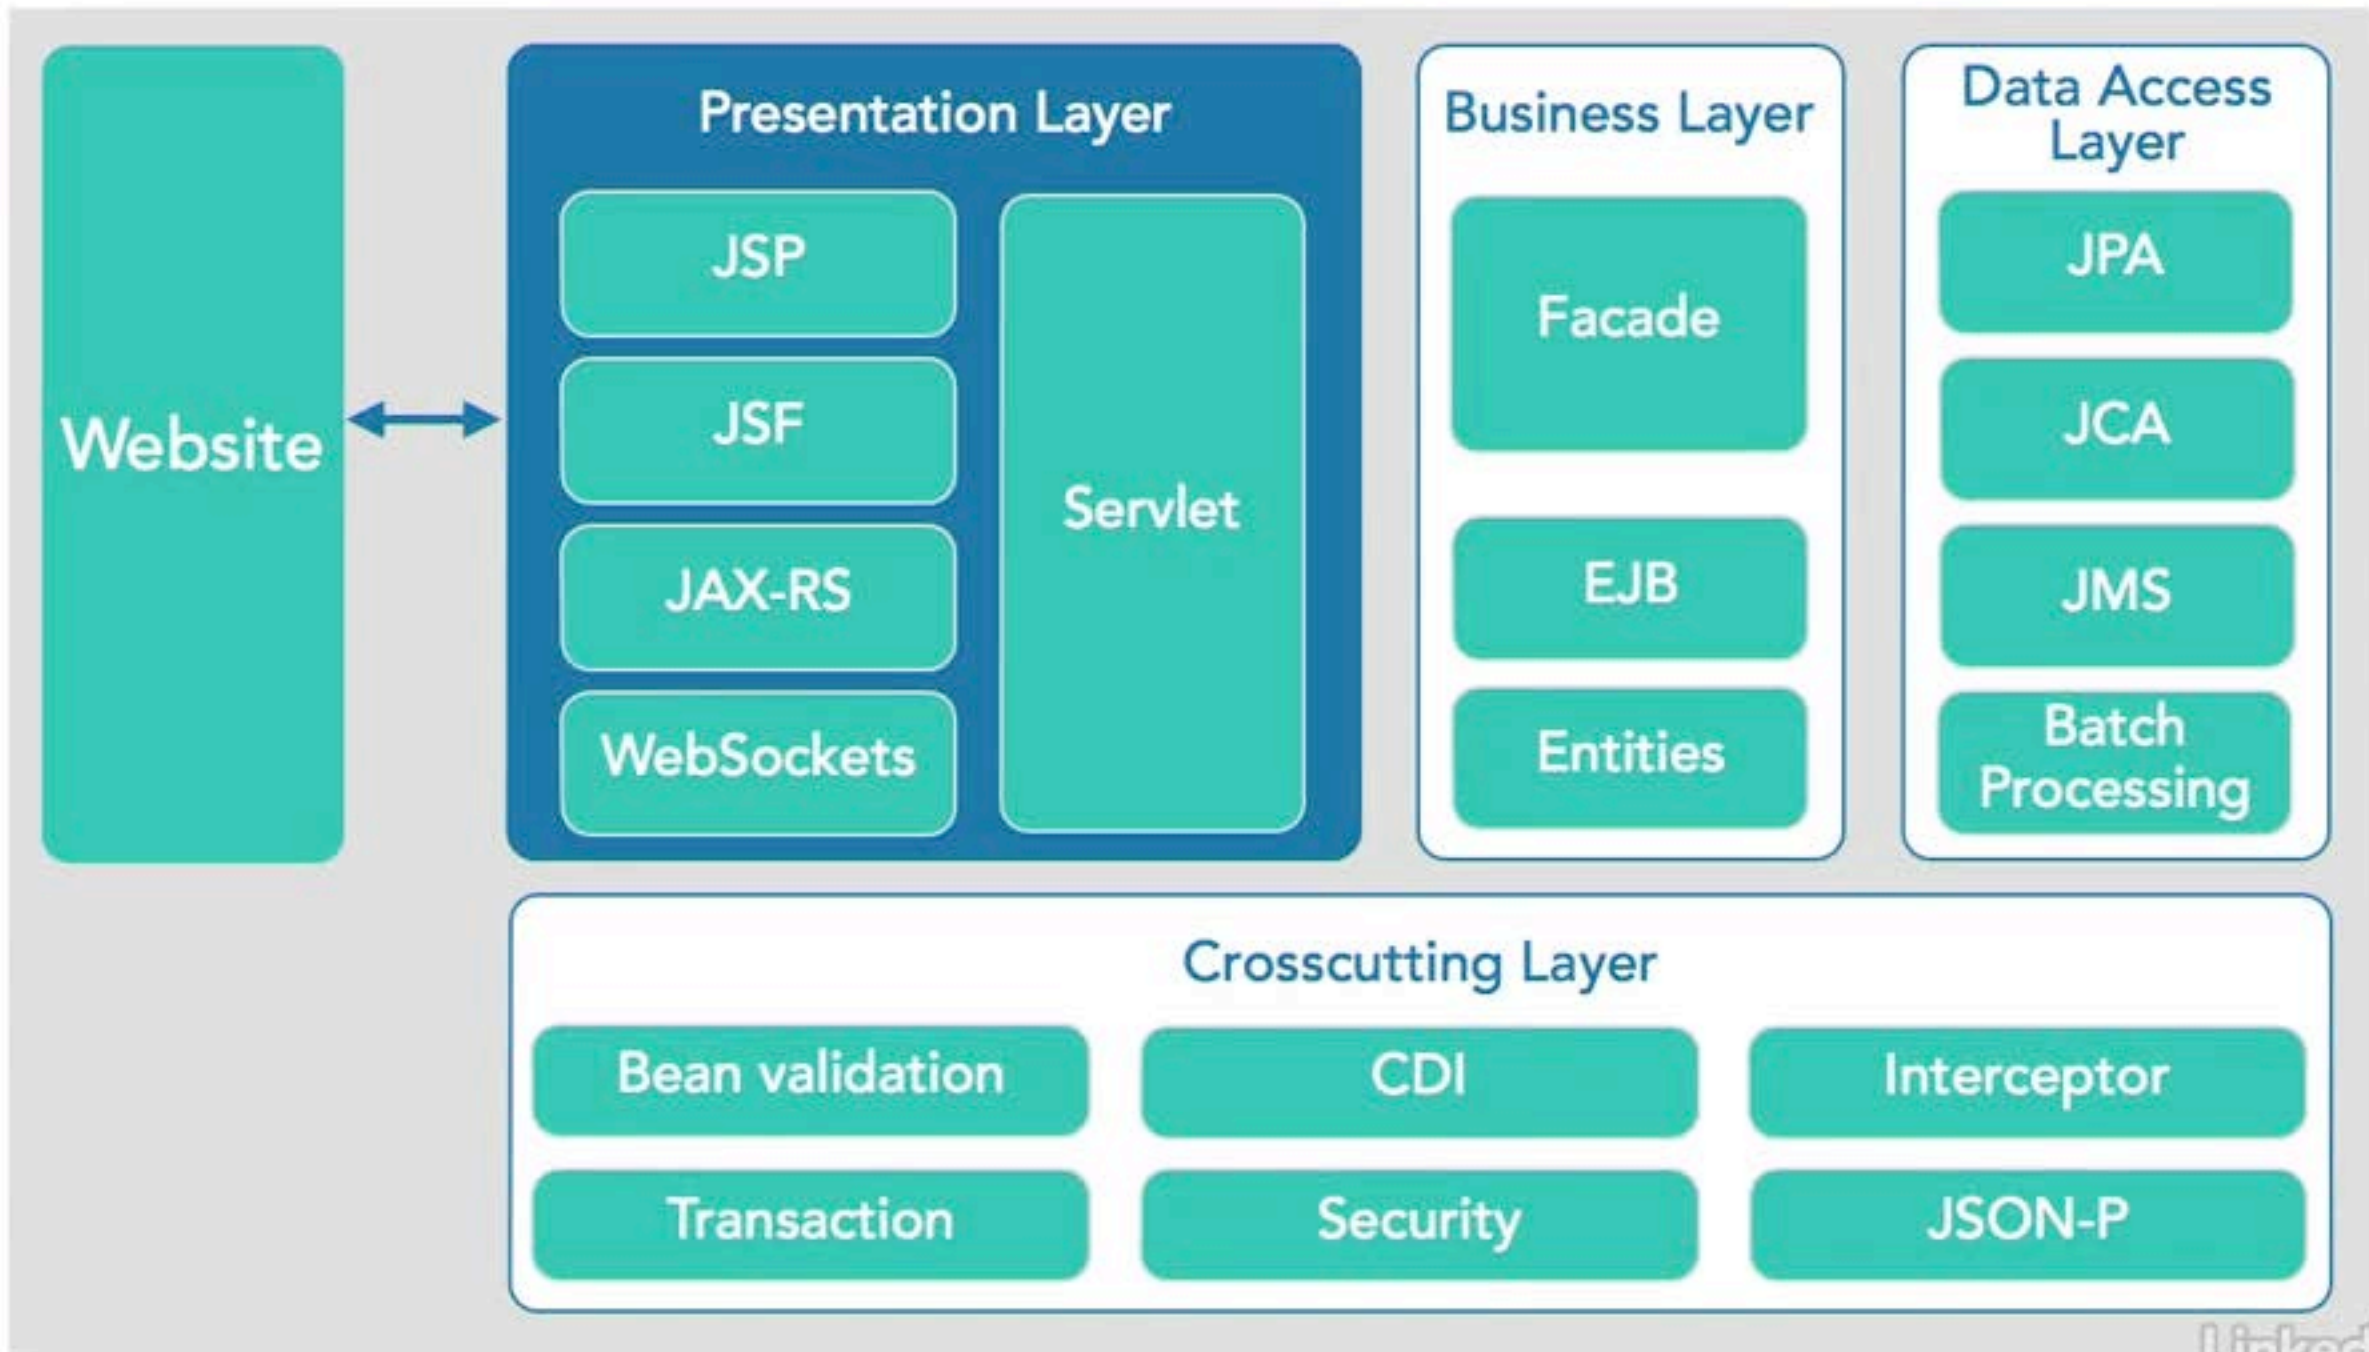 Website
Presentation Layer
JSP
JSF
JAX-RS
WebSockets
Servlet
Business Layer
Facade
EJB
Entities
Data Access
Layer
JPA
JCA
JMS
Batch
Processing
Crosscutting Layer
Bean validation
CDI
Interceptor
Transaction
Security
JSON-P